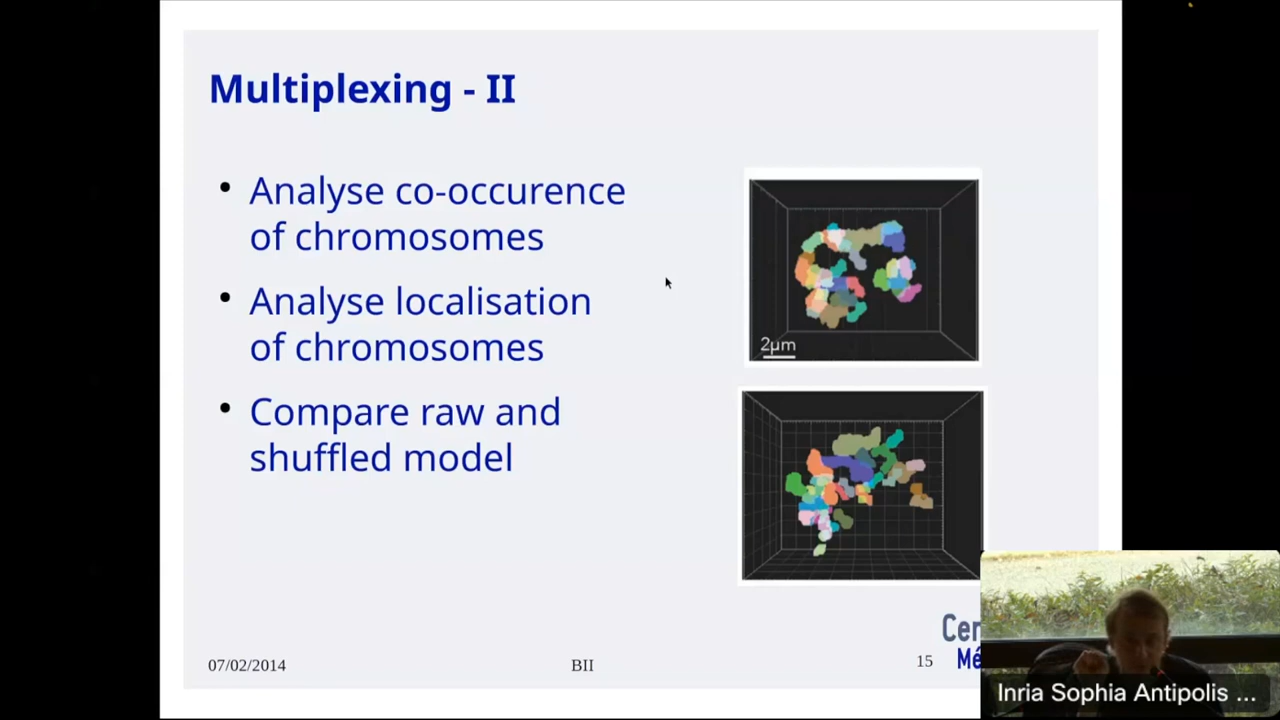 Multiplexing - II
• Analyse co-occurence
of chromosomes
• Analyse localisation
of chromosomes
• Compare raw and
shuffled model
2µm
07/02/2014
BII
15
Cer
Mé
Inria Sophia Antipolis ...